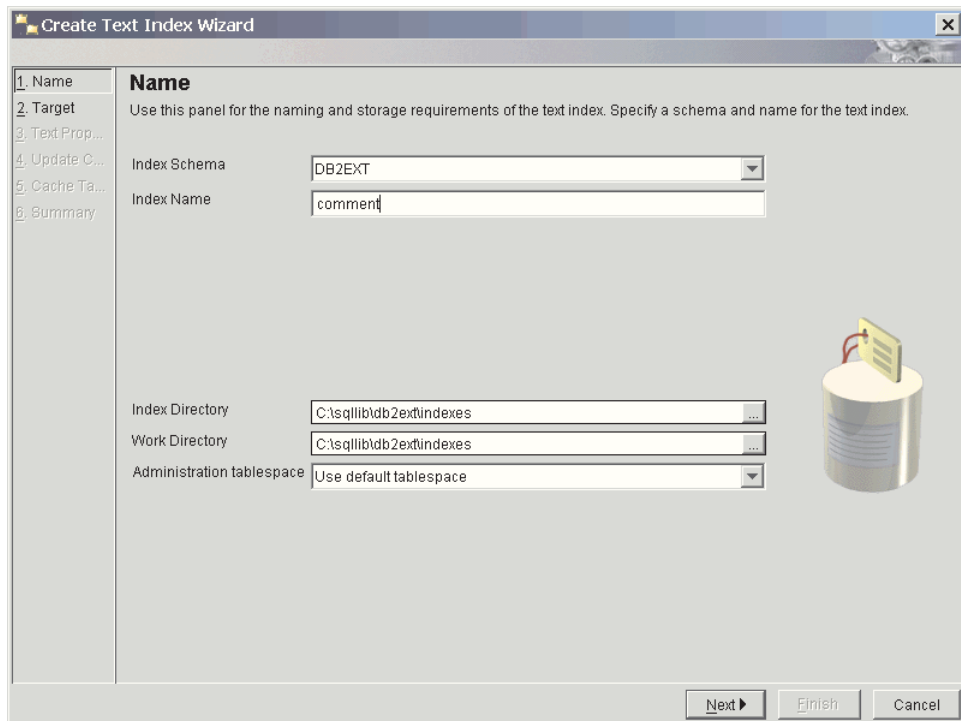 Create Text Index Wizard
1. Name
2. Target
3. Text Prop...
4. Update C...
5. Cache Ta...
6. Summary
Name
Use this panel for the naming and storage requirements of the text index. Specify a schema and name for the text index.
Index Schema
DB2EXT
Index Name
comment
Index Directory
C:\sqllib\db2ext\indexes
...
Work Directory
C:\sqllib\db2ext\indexes
...
Administration tablespace
Use default tablespace
Next
Finish
Cancel